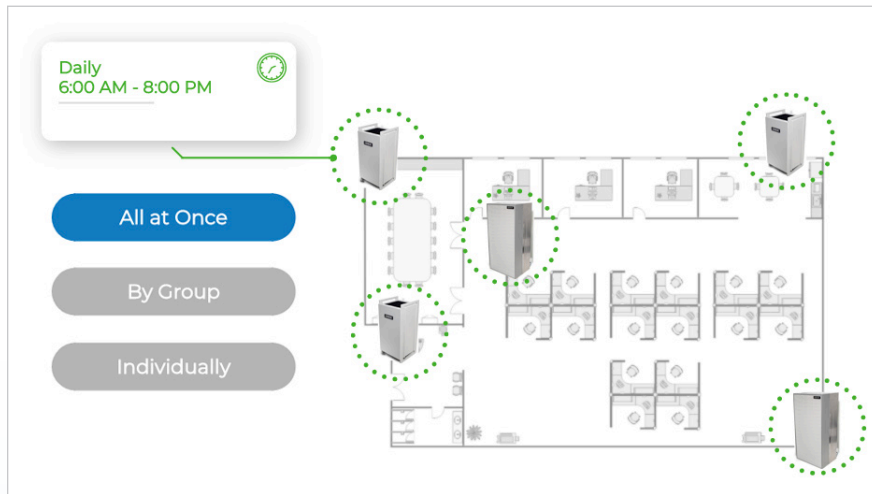 Daily
6:00 AM - 8:00 PM
All at Once
By Group
Individually